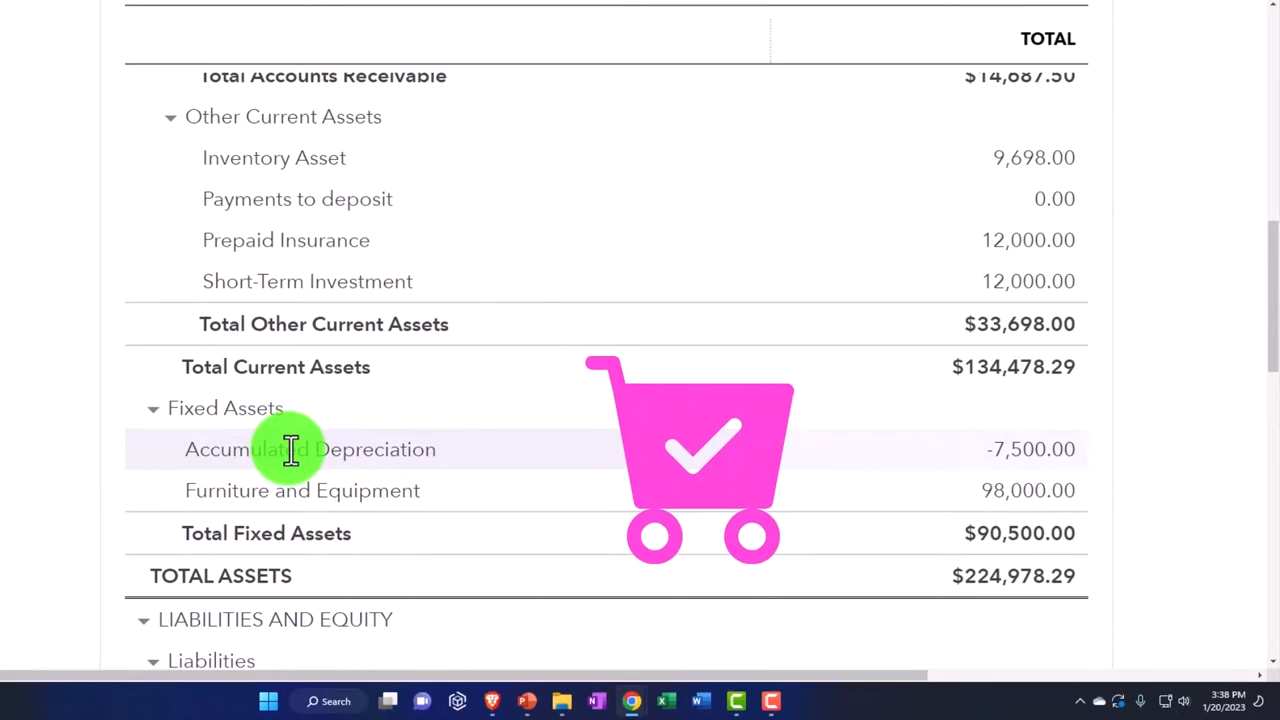 TOTAL
Total Accounts Receivable $14,687.50
Other Current Assets
Inventory Asset 9,698.00
Payments to deposit 0.00
Prepaid Insurance 12,000.00
Short-Term Investment 12,000.00
Total Other Current Assets $33,698.00
Total Current Assets $134,478.29
Fixed Assets
Accumulated Depreciation -7,500.00
Furniture and Equipment 98,000.00
Total Fixed Assets $90,500.00
TOTAL ASSETS $224,978.29
LIABILITIES AND EQUITY
Liabilities
Search
3:38 PM
1/20/2023